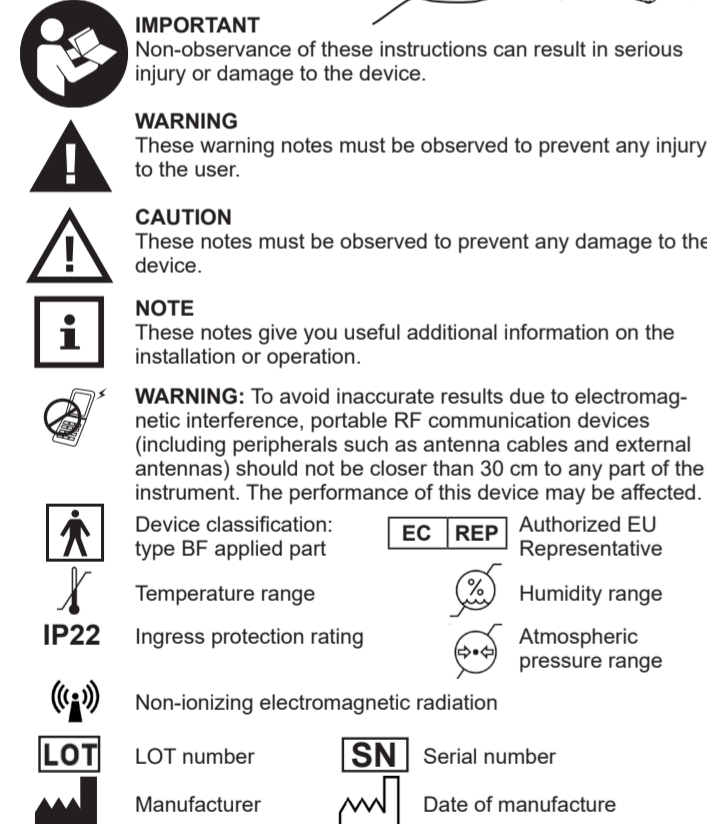 IMPORTANT
Non-observance of these instructions can result in serious
injury or damage to the device.
WARNING
These warning notes must be observed to prevent any injury
to the user.
CAUTION
These notes must be observed to prevent any damage to the
device.
NOTE
These notes give you useful additional information on the
installation or operation.
WARNING: To avoid inaccurate results due to electromag-
netic interference, portable RF communication devices
(including peripherals such as antenna cables and external
antennas) should not be closer than 30 cm to any part of the
instrument. The performance of this device may be affected.
Device classification:
type BF applied part
EC REP
Authorized EU
Representative
Temperature range
%
Humidity range
IP22 Ingress protection rating
Atmospheric
pressure range
Non-ionizing electromagnetic radiation
LOT LOT number
SN Serial number
Manufacturer
Date of manufacture